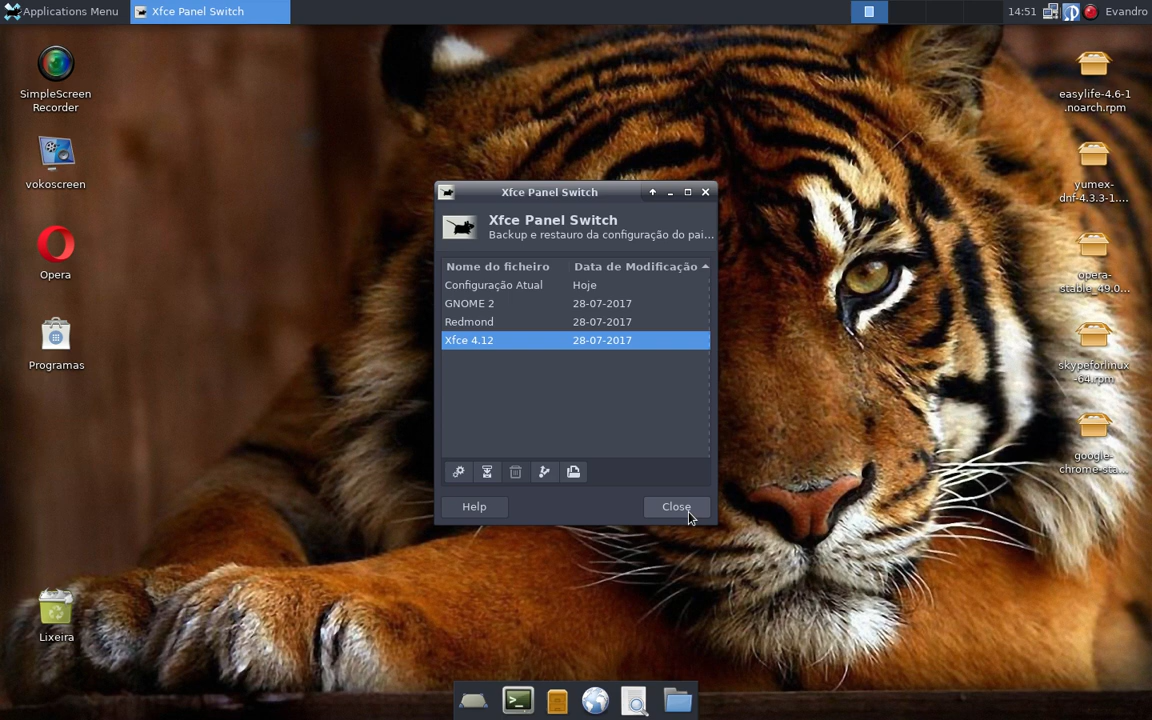 Applications Menu
Xfce Panel Switch
14:51
Evandro
SimpleScreen
Recorder
vokoscreen
Opera
Programas
Lixeira
Xfce Panel Switch
Xfce Panel Switch
Backup e restauro da configuração do pai...
Nome do ficheiro Data de Modificação
Configuração Atual Hoje
GNOME 2 28-07-2017
Redmond 28-07-2017
Xfce 4.12 28-07-2017
Help Close
easylife-4.6-1
.noarch.rpm
yumex-
dnf-4.3.3-1....
opera-
stable_49.0...
skypeforlinux
-64.rpm
google-
chrome-sta...